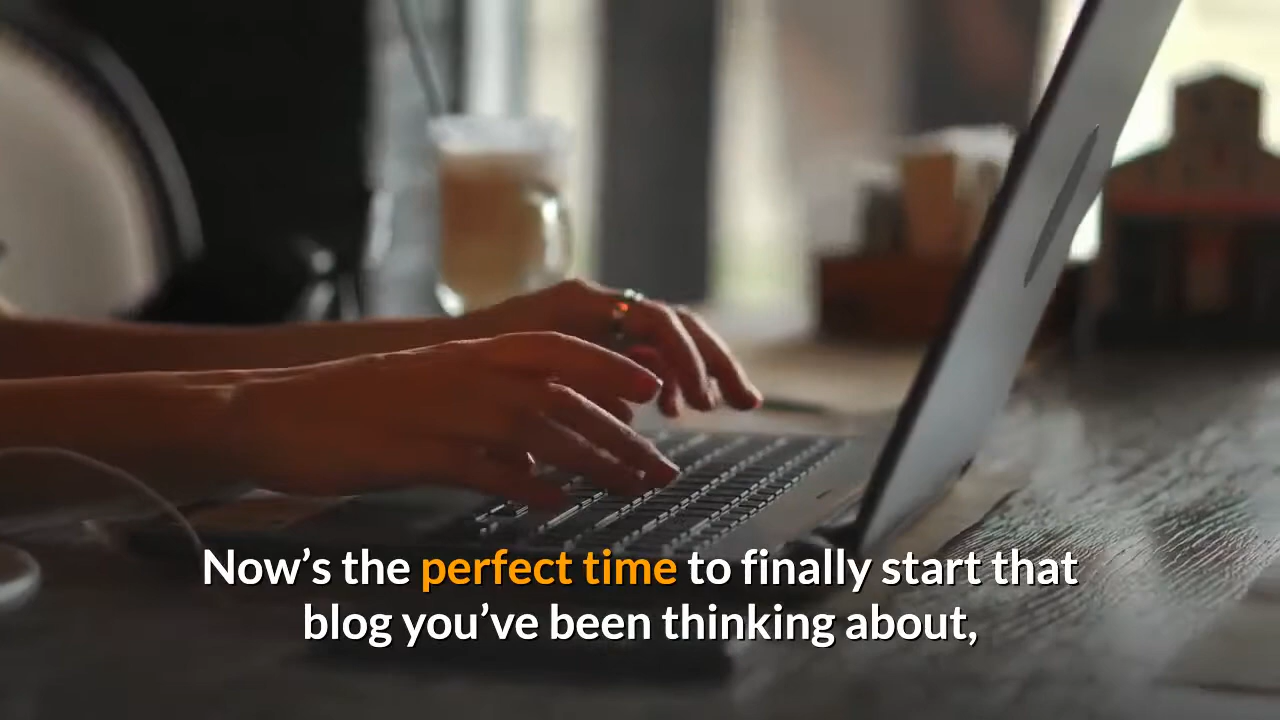 Now’s the perfect time to finally start that
blog you’ve been thinking about,